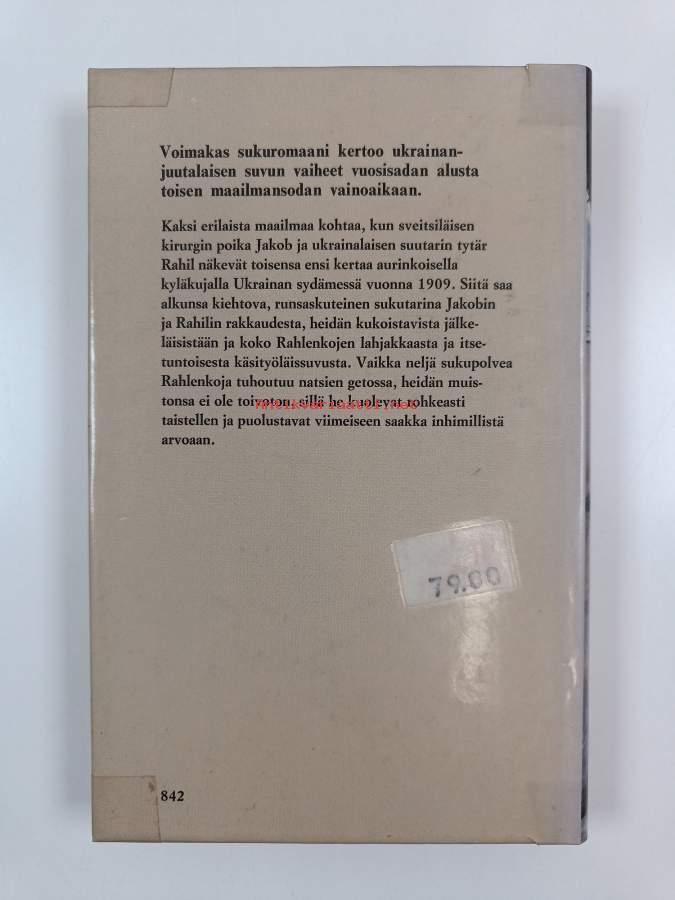 Voimakas sukuromaani kertoo ukrainan-
juutalaisen suvun vaiheet vuosisadan alusta
toisen maailmansodan vainoaikaan.
Kaksi erilaista maailmaa kohtaa, kun sveitsiläisen
kirurgin poika Jakob ja ukrainalaisen suutarin tytär
Rahil näkevät toisensa ensi kertaa aurinkoisella
kyläkujalla Ukrainan sydämessä vuonna 1909. Siitä saa
alkunsa kiehtova, runsaskuteinen sukutarina Jakobin
ja Rahilin rakkaudesta, heidän kukoistavista jälke-
läisistään ja koko Rahlenkojen lahjakkaasta ja itse-
tuntoisesta käsityöläissuvusta. Vaikka neljä sukupolvea
Rahlenkoja tuhoutuu natsien getossa, heidän muis-
tonsa ei ole toivoton, sillä he kuolevat rohkeasti
Antikvariaatti.net
taistellen ja puolustavat viimeiseen saakka inhimillistä
arvoaan.
79.00
842